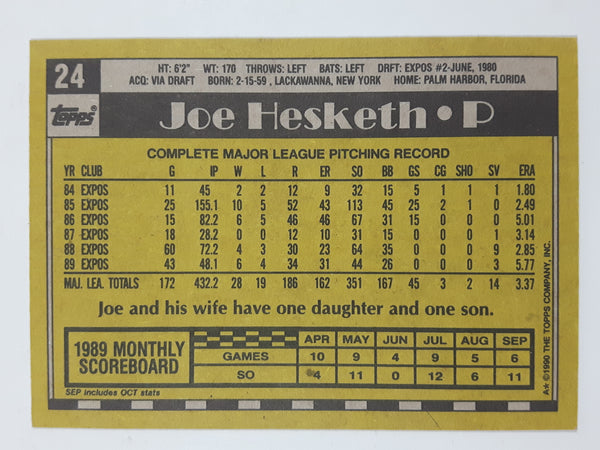 24
HT: 6'2" WT: 170 THROWS: LEFT BATS: LEFT DRFT: EXPOS #2-JUNE, 1980
ACQ: VIA DRAFT BORN: 2-15-59, LACKAWANNA, NEW YORK HOME: PALM HARBOR, FLORIDA
TOPPS®
JOE HESKETH • P
COMPLETE MAJOR LEAGUE PITCHING RECORD
YR CLUB G IP W L R ER SO BB GS CG SHO SV ERA
84 EXPOS 11 45 2 2 12 9 32 15 5 1 1 1 1.80
85 EXPOS 25 155.1 10 5 52 43 113 45 25 2 1 0 2.49
86 EXPOS 15 82.2 6 5 46 46 67 31 15 0 0 0 5.01
87 EXPOS 18 28.2 0 0 12 10 31 15 0 0 0 1 3.14
88 EXPOS 60 72.2 4 3 30 23 64 35 0 0 0 9 2.85
89 EXPOS 43 48.1 6 4 34 31 44 26 0 0 0 3 5.77
MAJ. LEA. TOTALS 172 432.2 28 19 186 162 351 167 45 3 2 14 3.37
Joe and his wife have one daughter and one son.
1989 MONTHLY SCOREBOARD
APR MAY JUN JUL AUG SEP
GAMES 10 9 4 9 5 6
SO 4 11 0 12 6 11
SEP includes OCT stats
A* ©1990 THE TOPPS COMPANY, INC.